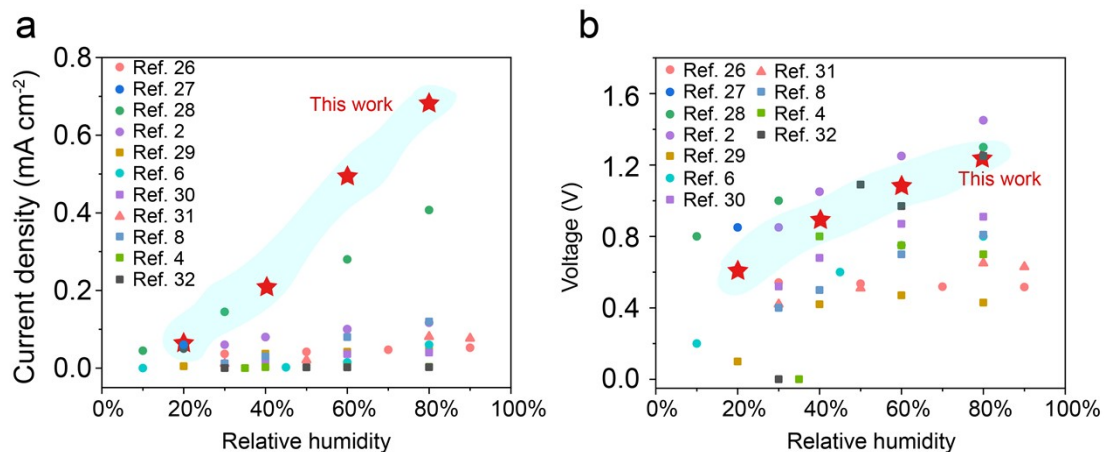 a
Current density (mA cm⁻²)
0.8
0.6
0.4
0.2
0.0
Ref. 26
Ref. 27
Ref. 28
Ref. 2
Ref. 29
Ref. 6
Ref. 30
Ref. 31
Ref. 8
Ref. 4
Ref. 32
This work
0% 20% 40% 60% 80% 100%
Relative humidity
b
Voltage (V)
1.6
1.2
0.8
0.4
0.0
Ref. 26 Ref. 31
Ref. 27 Ref. 8
Ref. 28 Ref. 4
Ref. 2 Ref. 32
Ref. 29
Ref. 6
Ref. 30
This work
0% 20% 40% 60% 80% 100%
Relative humidity